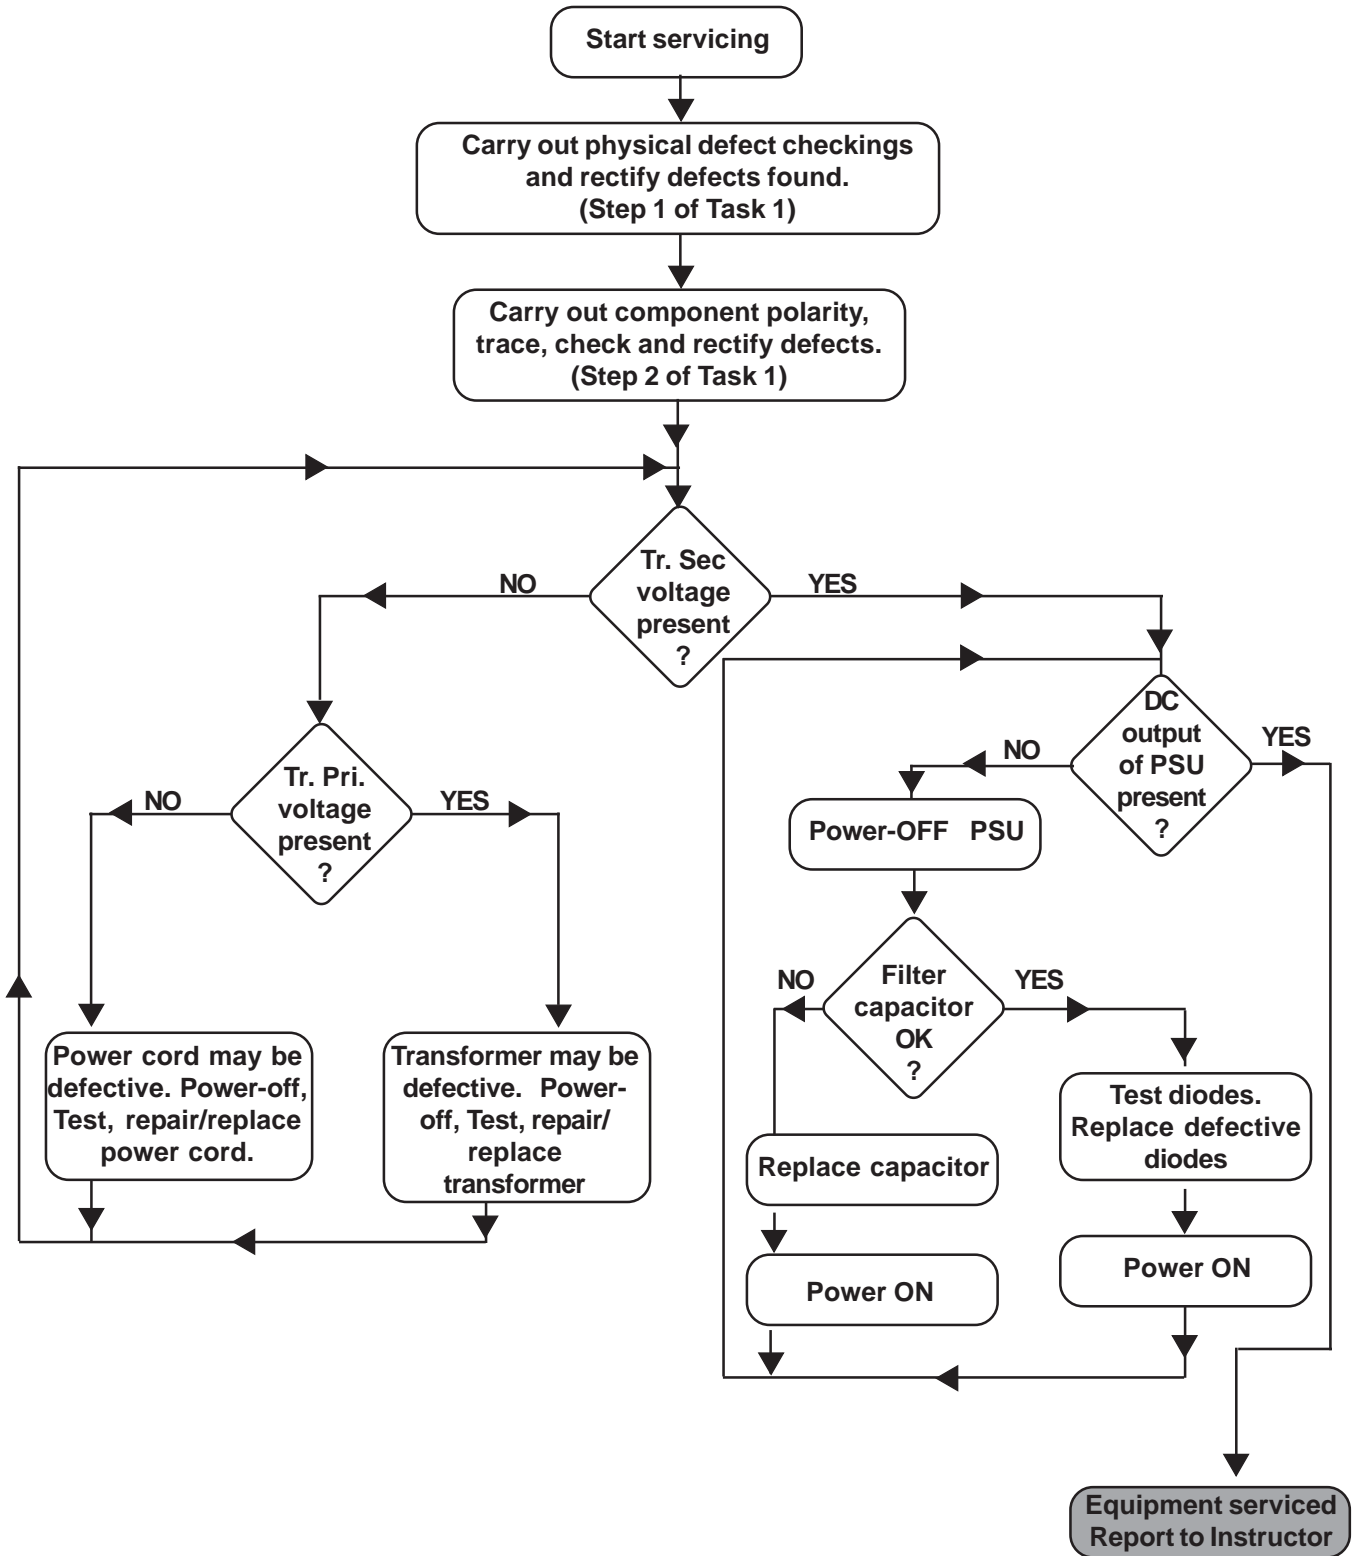 Start servicing
Carry out physical defect checkings
and rectify defects found.
(Step 1 of Task 1)
Carry out component polarity,
trace, check and rectify defects.
(Step 2 of Task 1)
Tr. Sec
voltage
present
?
NO
YES
Tr. Pri.
voltage
present
?
NO
YES
Power cord may be
defective. Power-off,
Test, repair/replace
power cord.
Transformer may be
defective. Power-
off, Test, repair/
replace
transformer
DC
output
of PSU
present
?
NO
YES
Power-OFF PSU
Filter
capacitor
OK
?
NO
YES
Replace capacitor
Power ON
Test diodes.
Replace defective
diodes
Power ON
Equipment serviced
Report to Instructor